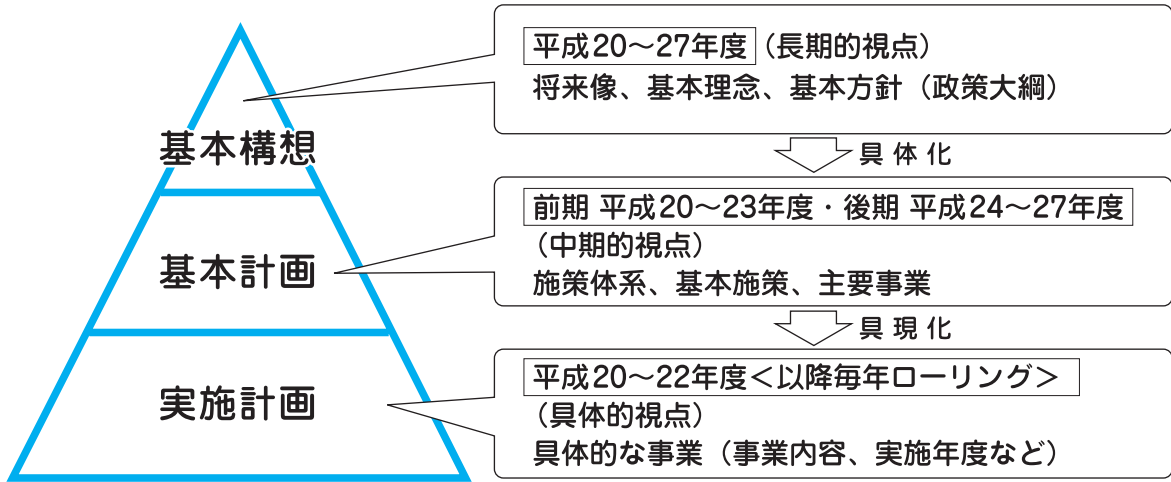 基本構想
平成20〜27年度（長期的視点）
将来像、基本理念、基本方針（政策大綱）
具体化
基本計画
前期 平成20〜23年度・後期 平成24〜27年度
（中期的視点）
施策体系、基本施策、主要事業
具現化
実施計画
平成20〜22年度＜以降毎年ローリング＞
（具体的視点）
具体的な事業（事業内容、実施年度など）